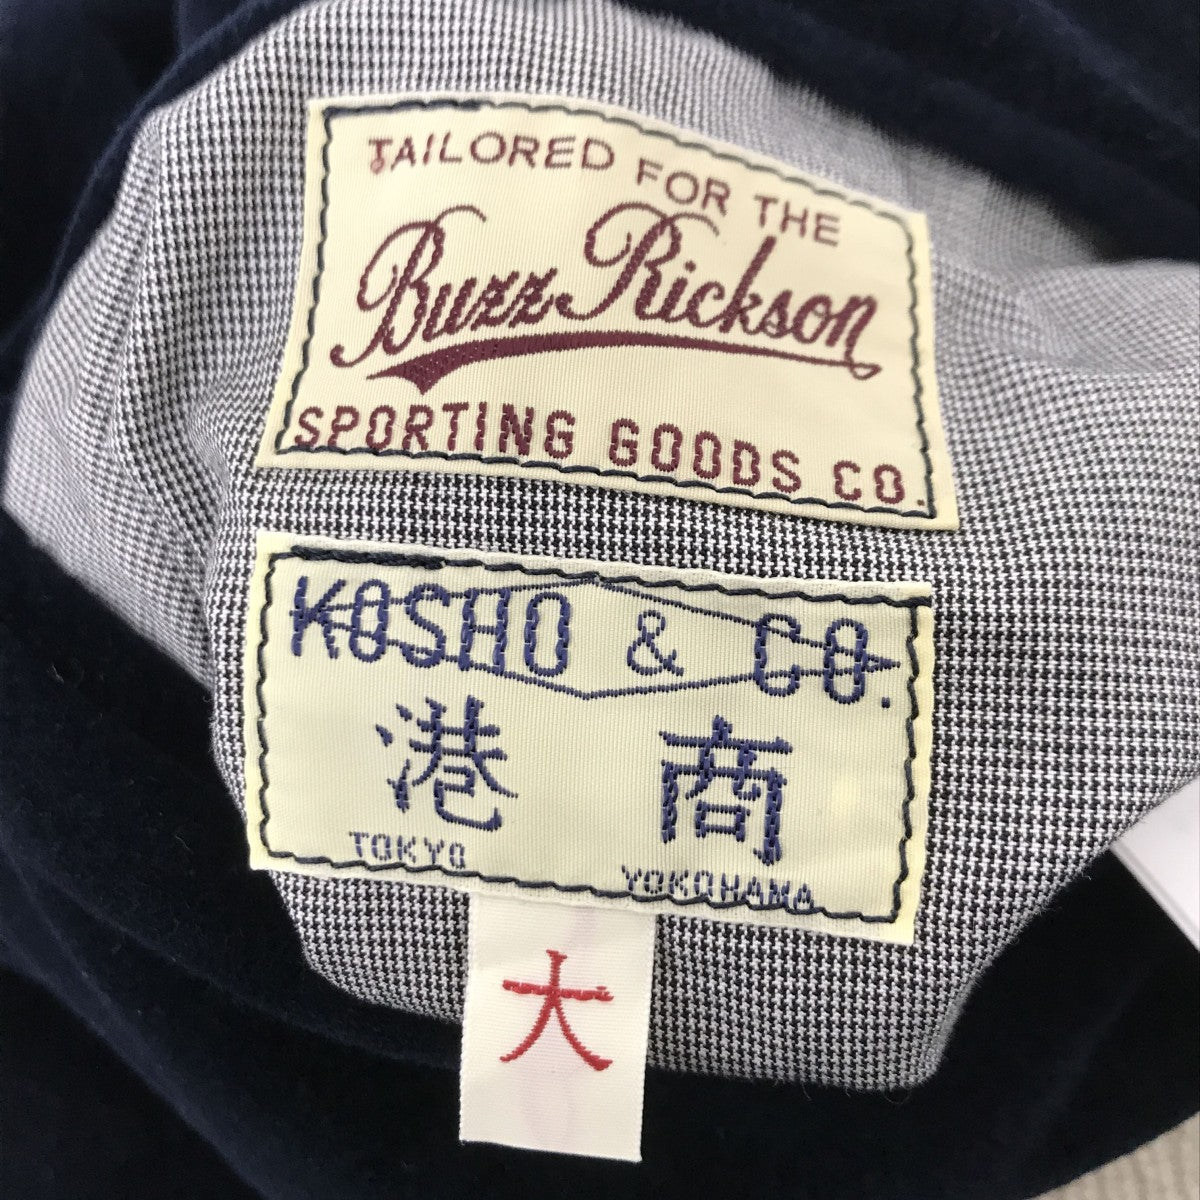 TAILORED FOR THE
Buzz Rickson
SPORTING GOODS CO.
KOSHO & CO.
港 商
TOKYO YOKOHAMA
大